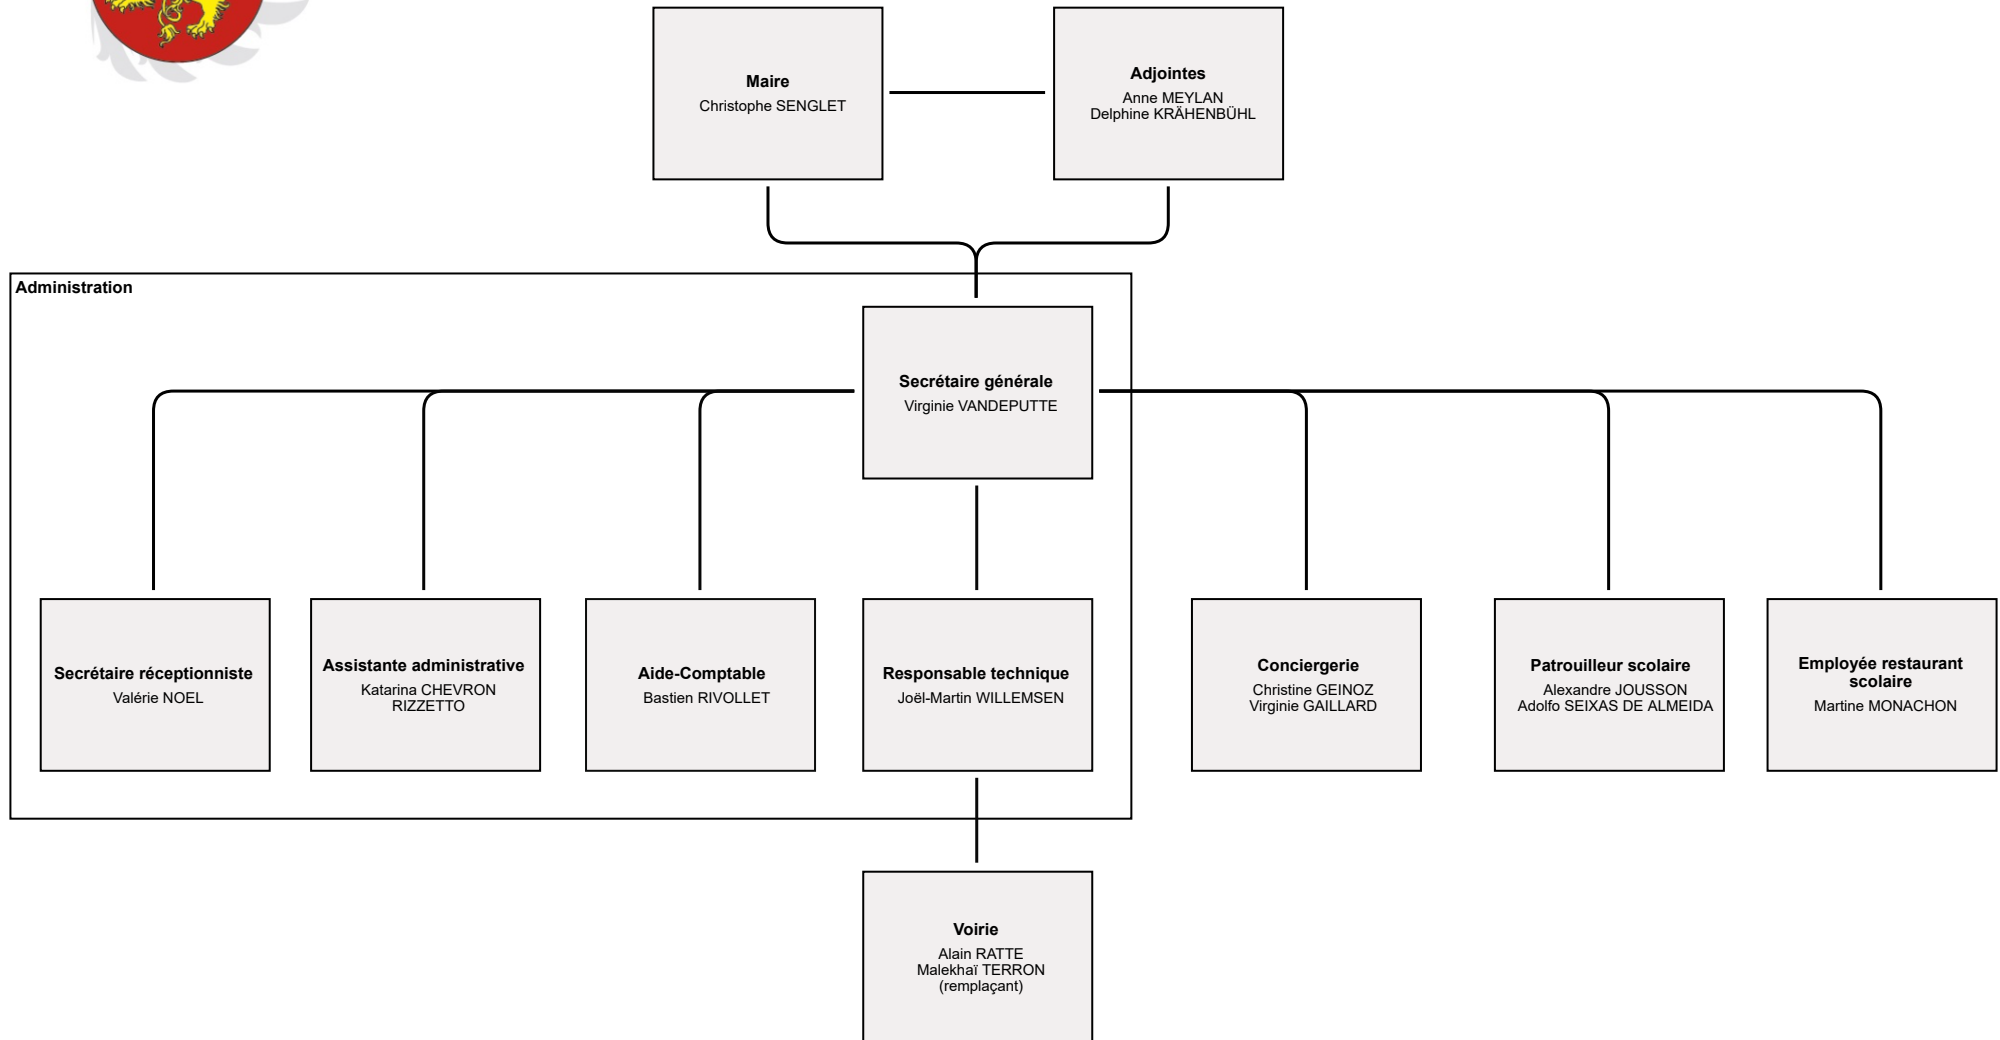 Maire
Christophe SENGLET
Adjointes
Anne MEYLAN
Delphine KRÄHENBÜHL
Administration
Secrétaire générale
Virginie VANDEPUTTE
Secrétaire réceptionniste
Valérie NOEL
Assistante administrative
Katarina CHEVRON
RIZZETTO
Aide-Comptable
Bastien RIVOLLET
Responsable technique
Joël-Martin WILLEMSEN
Conciergerie
Christine GEINOZ
Virginie GAILLARD
Patrouilleur scolaire
Alexandre JOUSSON
Adolfo SEIXAS DE ALMEIDA
Employée restaurant
scolaire
Martine MONACHON
Voirie
Alain RATTE
Malekhaï TERRON
(remplaçant)